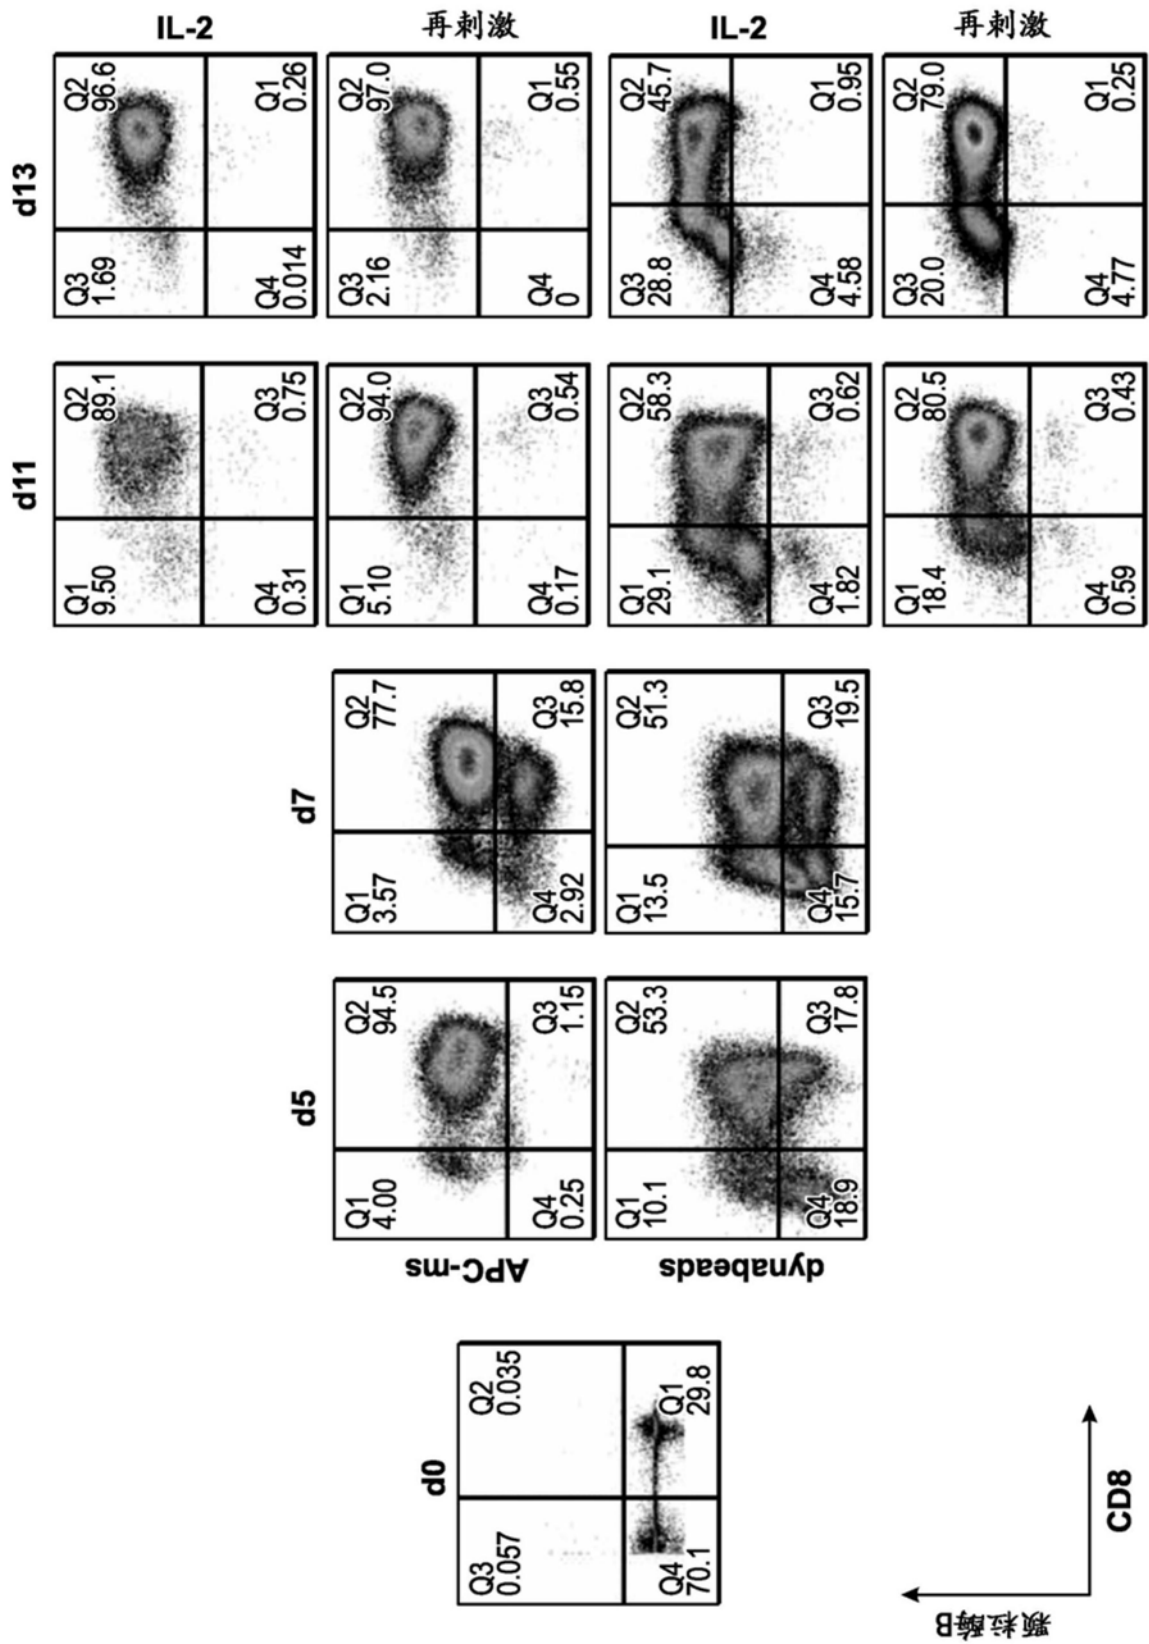 d0
Q3
0.057
Q2
0.035
Q4
70.1
Q1
29.8
颗粒酶B
CD8
d5
APC-ms
Q1
4.00
Q2
94.5
Q4
0.25
Q3
1.15
dynabeads
Q1
10.1
Q2
53.3
Q4
18.9
Q3
17.8
d7
Q1
3.57
Q2
77.7
Q4
2.92
Q3
15.8
Q1
13.5
Q2
51.3
Q4
15.7
Q3
19.5
d11
Q1
9.50
Q2
89.1
Q4
0.31
Q3
0.75
Q1
5.10
Q2
94.0
Q4
0.17
Q3
0.54
Q1
29.1
Q2
58.3
Q4
1.82
Q3
0.62
Q1
18.4
Q2
80.5
Q4
0.59
Q3
0.43
d13
Q3
1.69
Q2
96.6
Q4
0.014
Q1
0.26
IL-2
Q3
2.16
Q2
97.0
Q4
0
Q1
0.55
再刺激
Q3
28.8
Q2
45.7
Q4
4.58
Q1
0.95
IL-2
Q3
20.0
Q2
79.0
Q4
4.77
Q1
0.25
再刺激